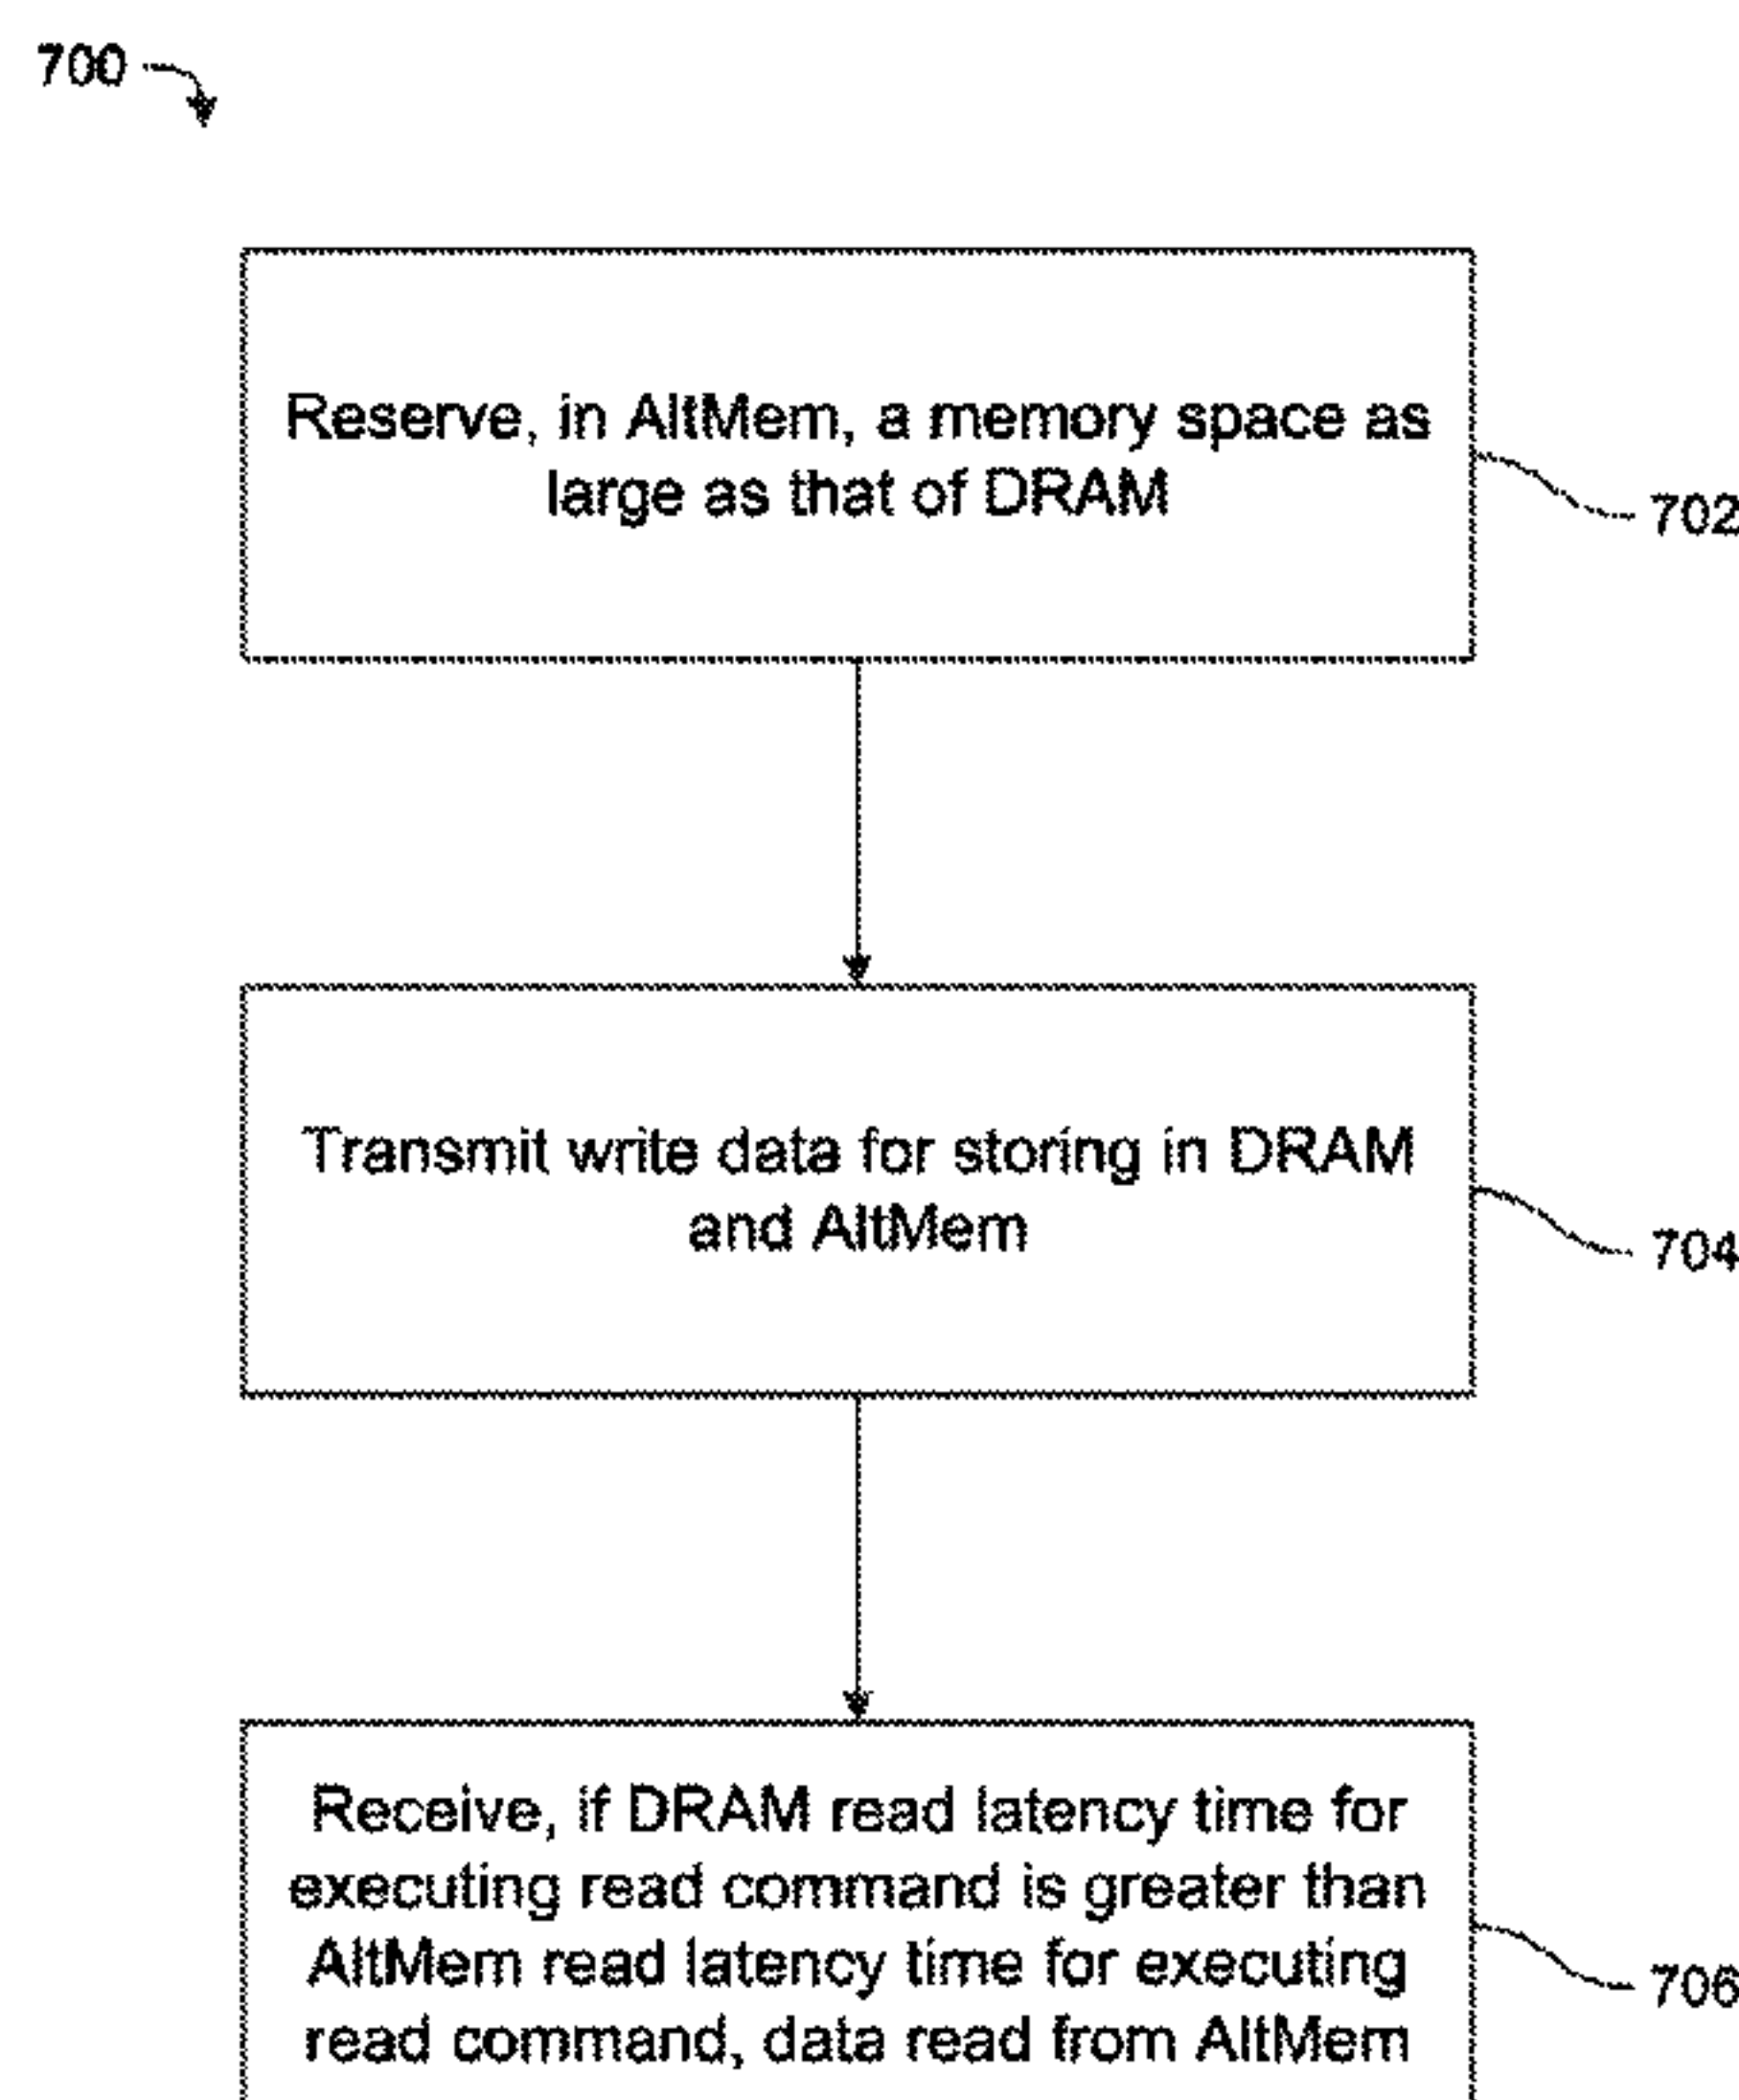 700
Reserve, in AltMem, a memory space as
large as that of DRAM
702
Transmit write data for storing in DRAM
and AltMem
704
Receive, if DRAM read latency time for
executing read command is greater than
AltMem read latency time for executing
read command, data read from AltMem
706